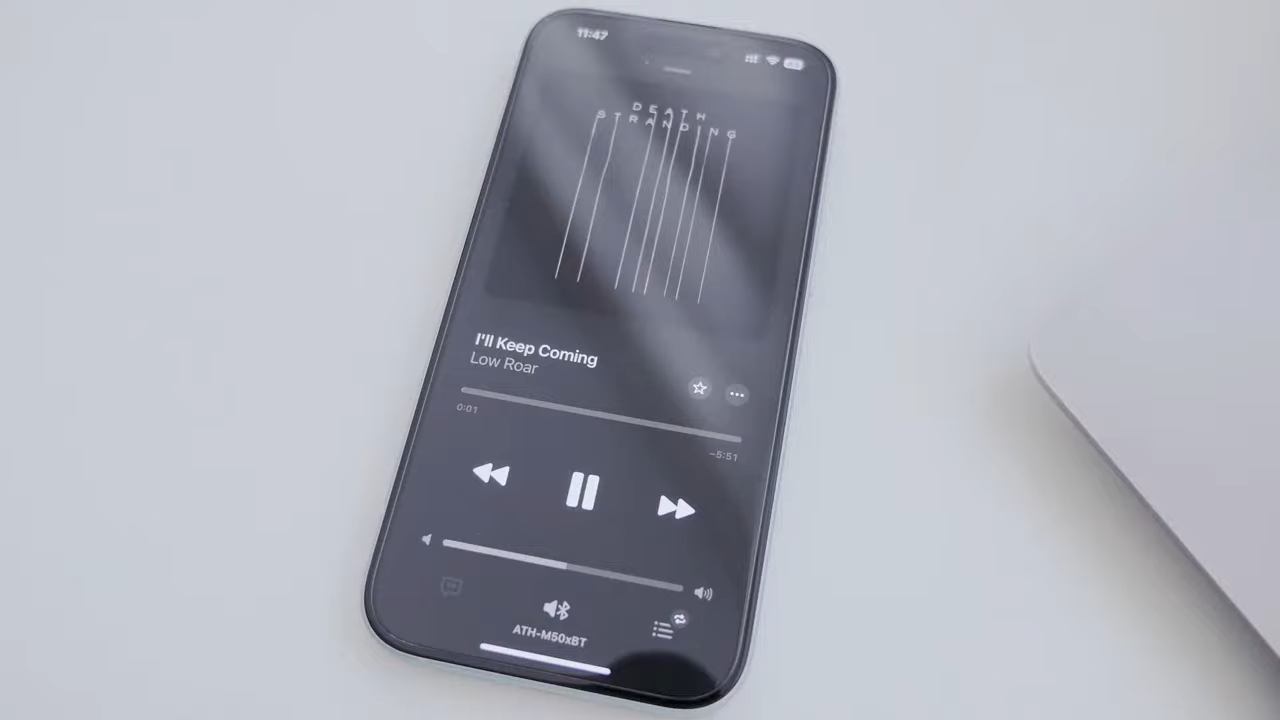 11:47
DEATH
STRANDING
I'll Keep Coming
Low Roar
0:01
-5:51
ATH-M50xBT